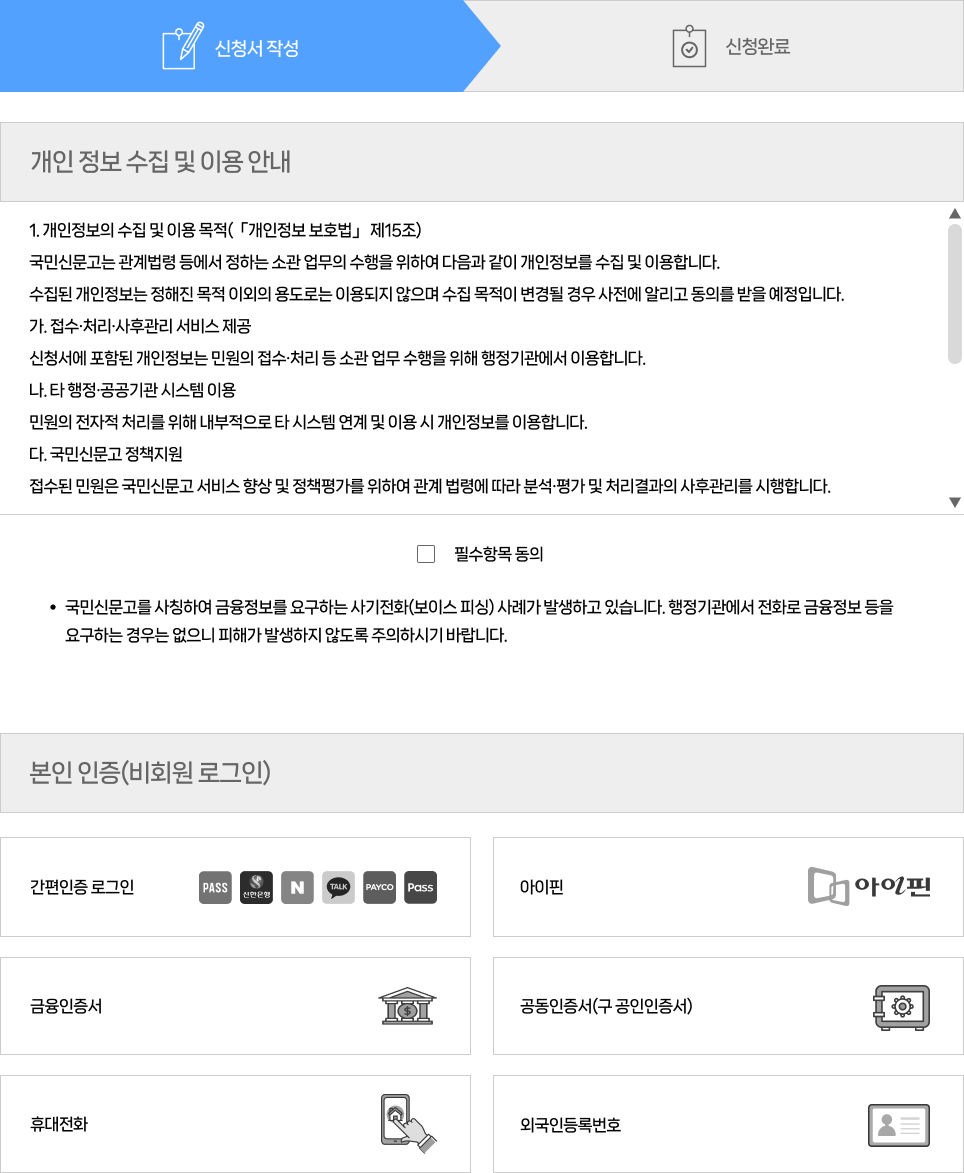 신청서 작성
신청완료
개인 정보 수집 및 이용 안내
1. 개인정보의 수집 및 이용 목적(「개인정보 보호법」 제15조)
국민신문고는 관계법령 등에서 정하는 소관 업무의 수행을 위하여 다음과 같이 개인정보를 수집 및 이용합니다.
수집된 개인정보는 정해진 목적 이외의 용도로는 이용되지 않으며 수집 목적이 변경될 경우 사전에 알리고 동의를 받을 예정입니다.
가. 접수·처리·사후관리 서비스 제공
신청서에 포함된 개인정보는 민원의 접수·처리 등 소관 업무 수행을 위해 행정기관에서 이용합니다.
나. 타 행정·공공기관 시스템 이용
민원의 전자적 처리를 위해 내부적으로 타 시스템 연계 및 이용 시 개인정보를 이용합니다.
다. 국민신문고 정책지원
접수된 민원은 국민신문고 서비스 향상 및 정책평가를 위하여 관계 법령에 따라 분석·평가 및 처리결과의 사후관리를 시행합니다.
필수항목 동의
• 국민신문고를 사칭하여 금융정보를 요구하는 사기전화(보이스 피싱) 사례가 발생하고 있습니다. 행정기관에서 전화로 금융정보 등을
요구하는 경우는 없으니 피해가 발생하지 않도록 주의하시기 바랍니다.
본인 인증(비회원 로그인)
간편인증 로그인 PASS 신한은행 N TALK PAYCO Pass
아이핀 아이핀
금융인증서 $
공동인증서(구 공인인증서)
휴대전화
외국인등록번호